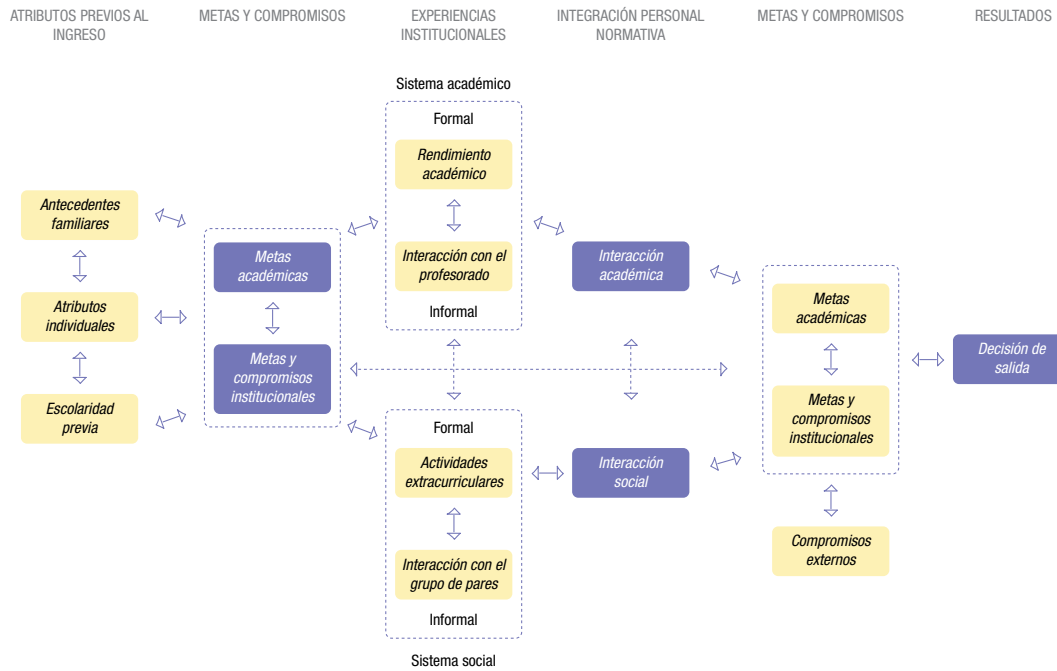 ATRIBUTOS PREVIOS AL
INGRESO
METAS Y COMPROMISOS
EXPERIENCIAS
INSTITUCIONALES
INTEGRACIÓN PERSONAL
NORMATIVA
METAS Y COMPROMISOS
RESULTADOS
Antecedentes
familiares
Atributos
individuales
Escolaridad
previa
Metas
académicas
Metas y
compromisos
institucionales
Sistema académico
Formal
Rendimiento
académico
Interacción con el
profesorado
Informal
Formal
Actividades
extracurriculares
Interacción con el
grupo de pares
Informal
Sistema social
Interacción
académica
Interacción
social
Metas
académicas
Metas y
compromisos
institucionales
Compromisos
externos
Decisión de
salida